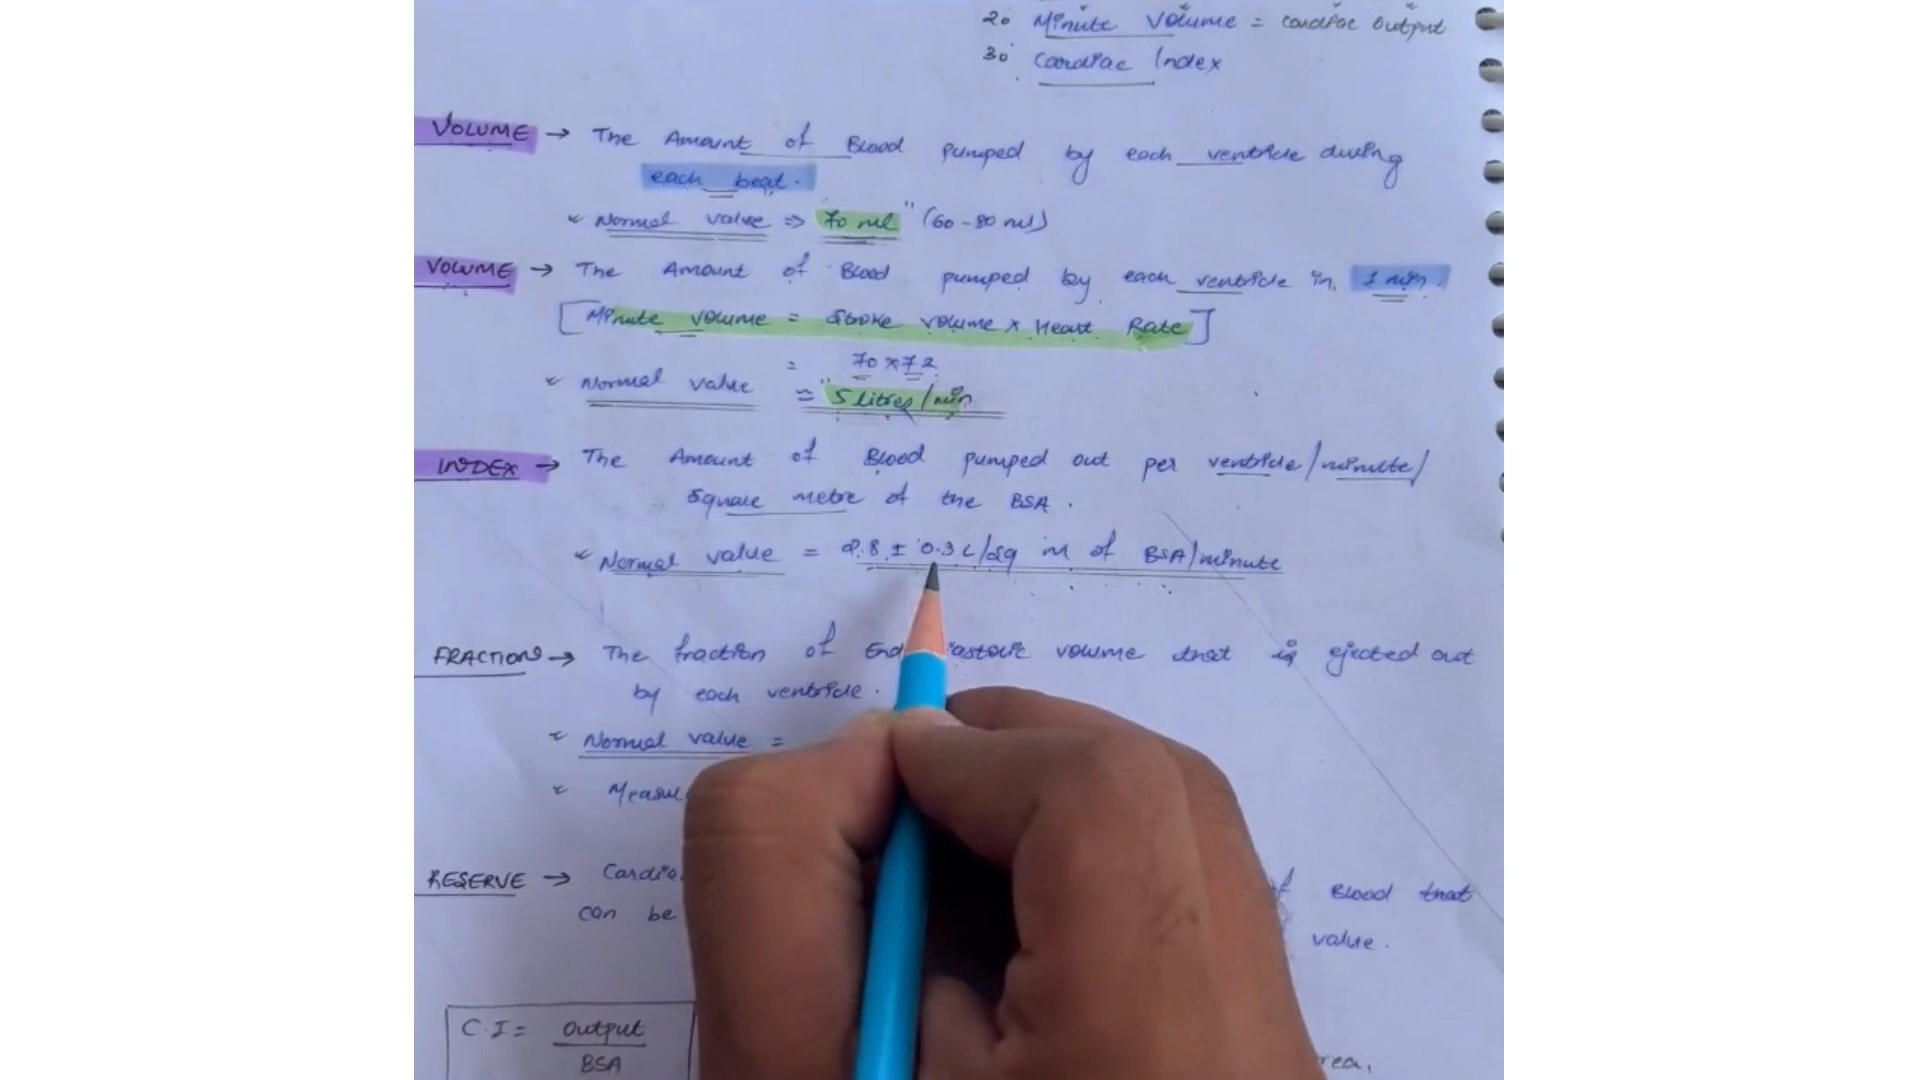 20 Minute Volume = cardiac output
30 Cardiac Index
VOLUME → The Amount of Blood pumped by each ventricle during
each beat.
Normal value ⇒ "70 ml" (60-80 ml)
VOLUME → The Amount of Blood pumped by each ventricle in 1 min.
[Minute volume = stroke volume × Heart Rate]
= 70 × 72
Normal value ≈ "5 litres/min
INDEX → The Amount of Blood pumped out per ventricle/minute/
square metre of the BSA.
Normal value = 2.8 ± 0.3 L/sq m of BSA/minute
FRACTION → The fraction of End volume that is ejected out
by each ventricle.
Normal value =
RESERVE → of Blood that
can be value.
C.I = Output
BSA